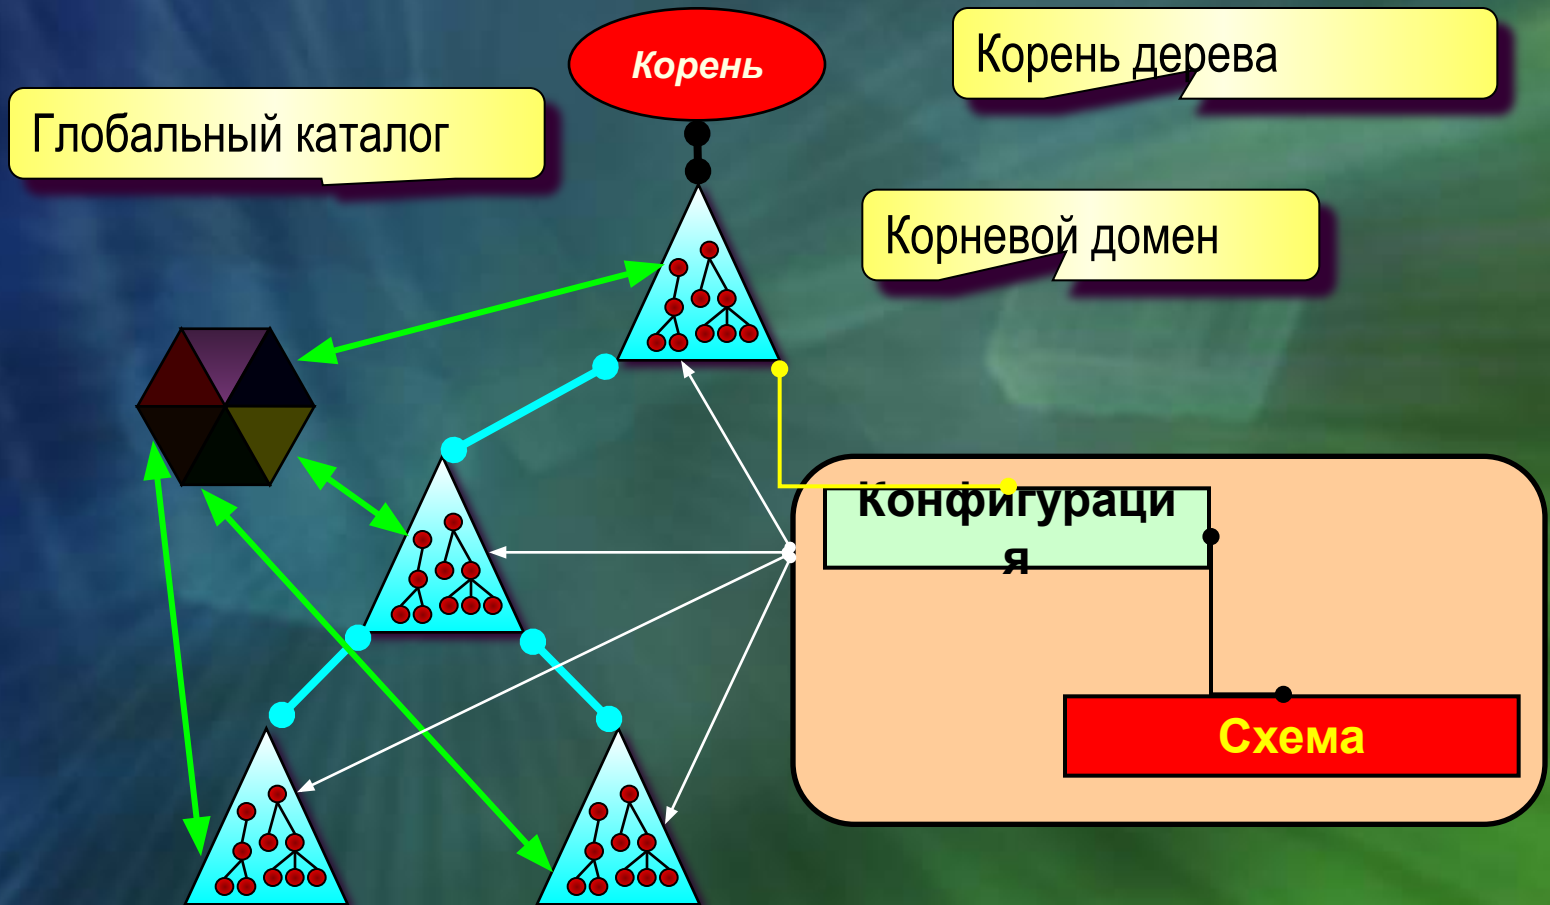 Корень
Корень дерева
Глобальный каталог
Корневой домен
Конфигураци
я
Схема